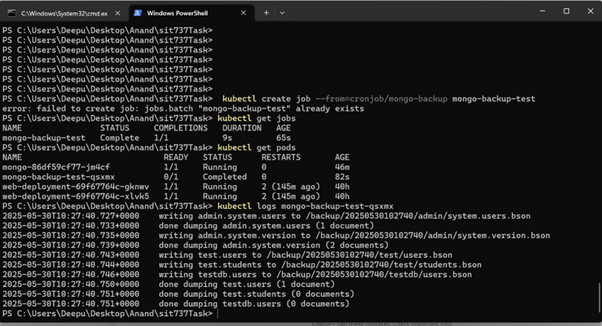 C:\Windows\System32\cmd.ex
Windows PowerShell
PS C:\Users\Deepu\Desktop\Anand\sit737Task>
PS C:\Users\Deepu\Desktop\Anand\sit737Task>
PS C:\Users\Deepu\Desktop\Anand\sit737Task>
PS C:\Users\Deepu\Desktop\Anand\sit737Task>
PS C:\Users\Deepu\Desktop\Anand\sit737Task>
PS C:\Users\Deepu\Desktop\Anand\sit737Task>
PS C:\Users\Deepu\Desktop\Anand\sit737Task>
PS C:\Users\Deepu\Desktop\Anand\sit737Task> kubectl create job --from=cronjob/mongo-backup mongo-backup-test
error: failed to create job: jobs.batch "mongo-backup-test" already exists
PS C:\Users\Deepu\Desktop\Anand\sit737Task> kubectl get jobs
NAME STATUS COMPLETIONS DURATION AGE
mongo-backup-test Complete 1/1 9s 65s
PS C:\Users\Deepu\Desktop\Anand\sit737Task> kubectl get pods
NAME READY STATUS RESTARTS AGE
mongo-86df59cf77-jm4cf 1/1 Running 0 46m
mongo-backup-test-qsxmx 0/1 Completed 0 82s
web-deployment-69f67764c-gknwv 1/1 Running 2 (145m ago) 40h
web-deployment-69f67764c-xlvk5 1/1 Running 2 (145m ago) 40h
PS C:\Users\Deepu\Desktop\Anand\sit737Task> kubectl logs mongo-backup-test-qsxmx
2025-05-30T10:27:40.727+0000 writing admin.system.users to /backup/20250530102740/admin/system.users.bson
2025-05-30T10:27:40.733+0000 done dumping admin.system.users (1 document)
2025-05-30T10:27:40.735+0000 writing admin.system.version to /backup/20250530102740/admin/system.version.bson
2025-05-30T10:27:40.739+0000 done dumping admin.system.version (2 documents)
2025-05-30T10:27:40.743+0000 writing test.users to /backup/20250530102740/test/users.bson
2025-05-30T10:27:40.744+0000 writing test.students to /backup/20250530102740/test/students.bson
2025-05-30T10:27:40.746+0000 writing testdb.users to /backup/20250530102740/testdb/users.bson
2025-05-30T10:27:40.750+0000 done dumping test.users (1 document)
2025-05-30T10:27:40.751+0000 done dumping test.students (0 documents)
2025-05-30T10:27:40.751+0000 done dumping testdb.users (0 documents)
PS C:\Users\Deepu\Desktop\Anand\sit737Task>